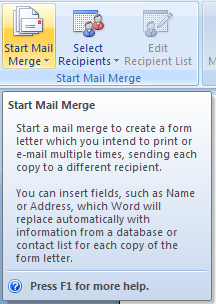 Start Mail Merge
Select Recipients
Edit Recipient List
Start Mail Merge
Start Mail Merge
Start a mail merge to create a form
letter which you intend to print or
e-mail multiple times, sending each
copy to a different recipient.
You can insert fields, such as Name
or Address, which Word will
replace automatically with
information from a database or
contact list for each copy of the
form letter.
Press F1 for more help.